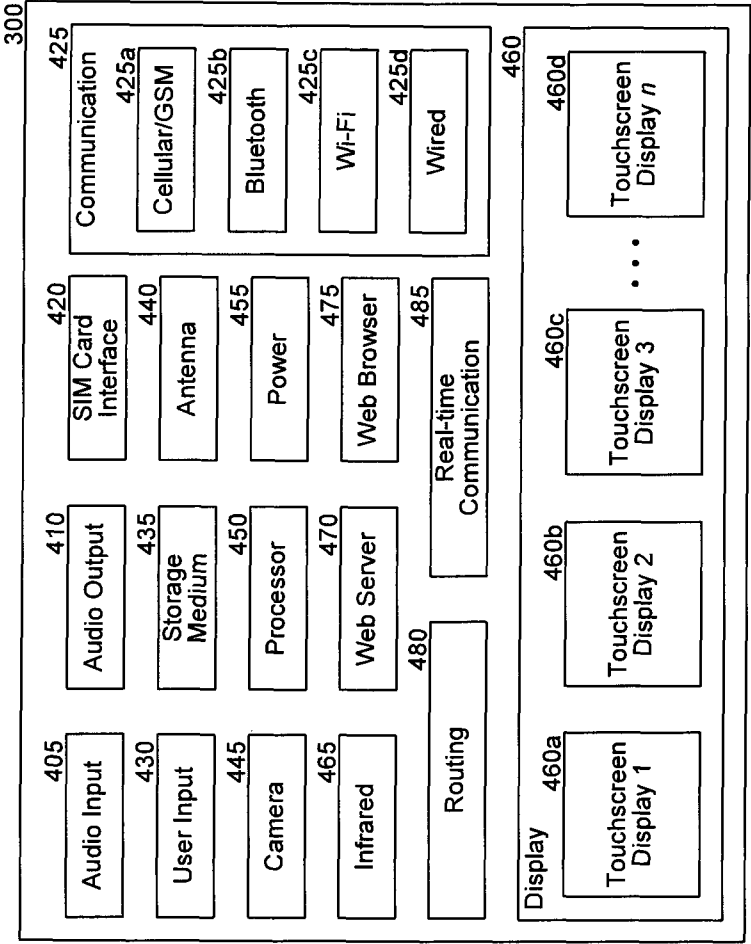 300
405
Audio Input
410
Audio Output
420
SIM Card
Interface
425
Communication
425a
Cellular/GSM
425b
Bluetooth
425c
Wi-Fi
425d
Wired
430
User Input
435
Storage
Medium
440
Antenna
445
Camera
450
Processor
455
Power
465
Infrared
470
Web Server
475
Web Browser
480
Routing
485
Real-time
Communication
460
Display
460a
Touchscreen
Display 1
460b
Touchscreen
Display 2
460c
Touchscreen
Display 3
...
460d
Touchscreen
Display n